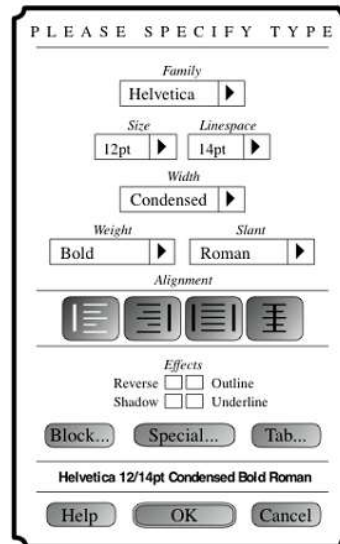 PLEASE SPECIFY TYPE
Family
Helvetica
Size Linespace
12pt 14pt
Width
Condensed
Weight Slant
Bold Roman
Alignment
Effects
Reverse Outline
Shadow Underline
Block... Special... Tab...
Helvetica 12/14pt Condensed Bold Roman
Help OK Cancel